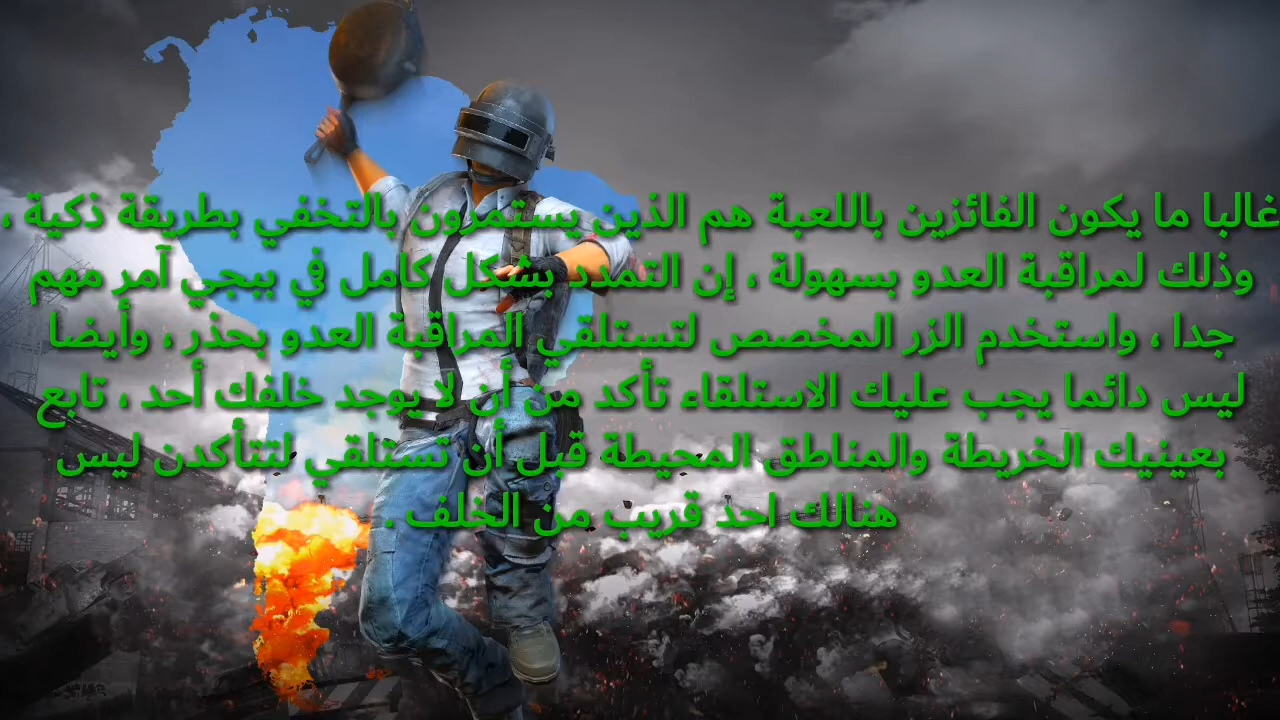 غالبا ما يكون الفائزين باللعبة هم الذين يستمرون بالتخفي بطريقة ذكية ،
وذلك لمراقبة العدو بسهولة ، إن التمدد بشكل كامل في ببجي آمر مهم
جدا ، واستخدم الزر المخصص لتستلقي المراقبة العدو بحذر ، وأيضا
ليس دائما يجب عليك الاستلقاء تأكد من أن لا يوجد خلفك أحد ، تابع
بعينيك الخريطة والمناطق المحيطة قبل أن تستلقي لتتأكدن ليس
هنالك احد قريب من الخلف .